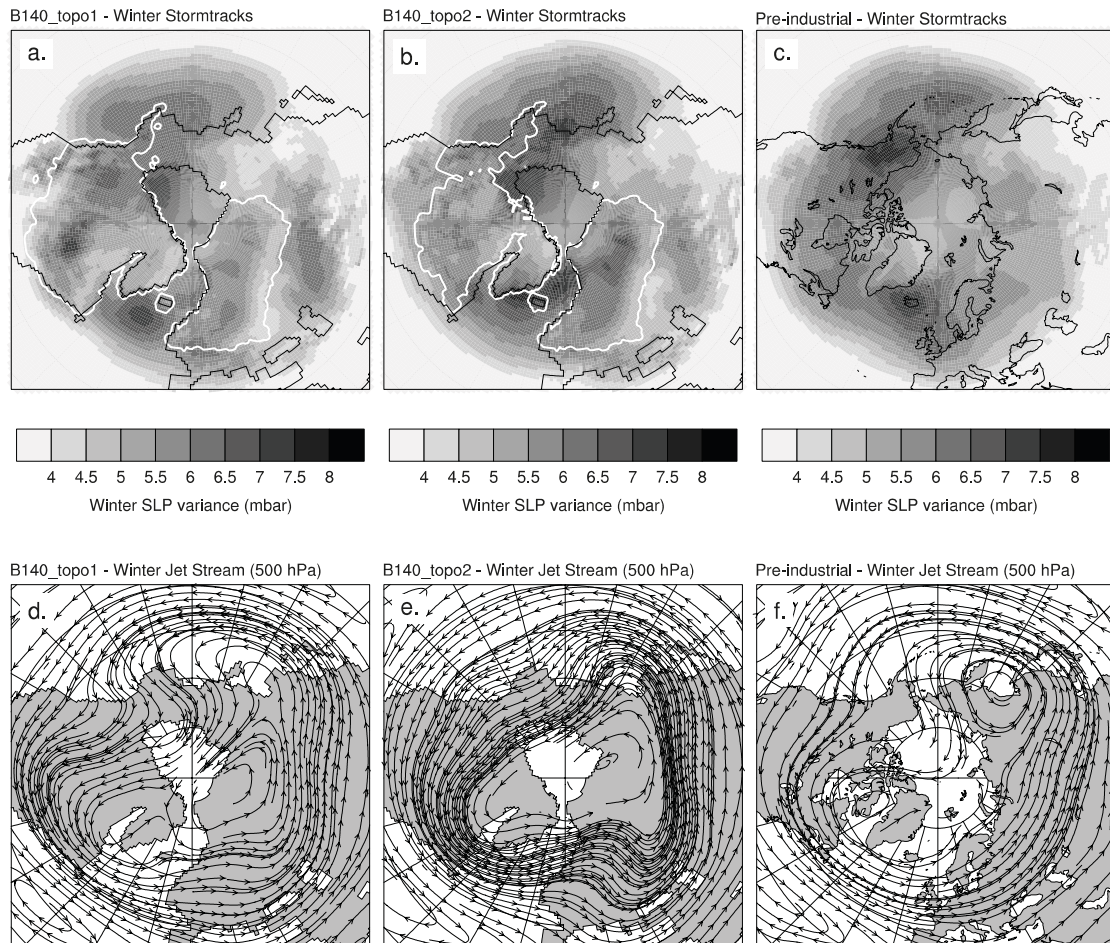 B140_topo1 - Winter Stormtracks
B140_topo2 - Winter Stormtracks
Pre-industrial - Winter Stormtracks
a.
b.
c.
4 4.5 5 5.5 6 6.5 7 7.5 8
4 4.5 5 5.5 6 6.5 7 7.5 8
4 4.5 5 5.5 6 6.5 7 7.5 8
Winter SLP variance (mbar)
Winter SLP variance (mbar)
Winter SLP variance (mbar)
B140_topo1 - Winter Jet Stream (500 hPa)
B140_topo2 - Winter Jet Stream (500 hPa)
Pre-industrial - Winter Jet Stream (500 hPa)
d.
e.
f.